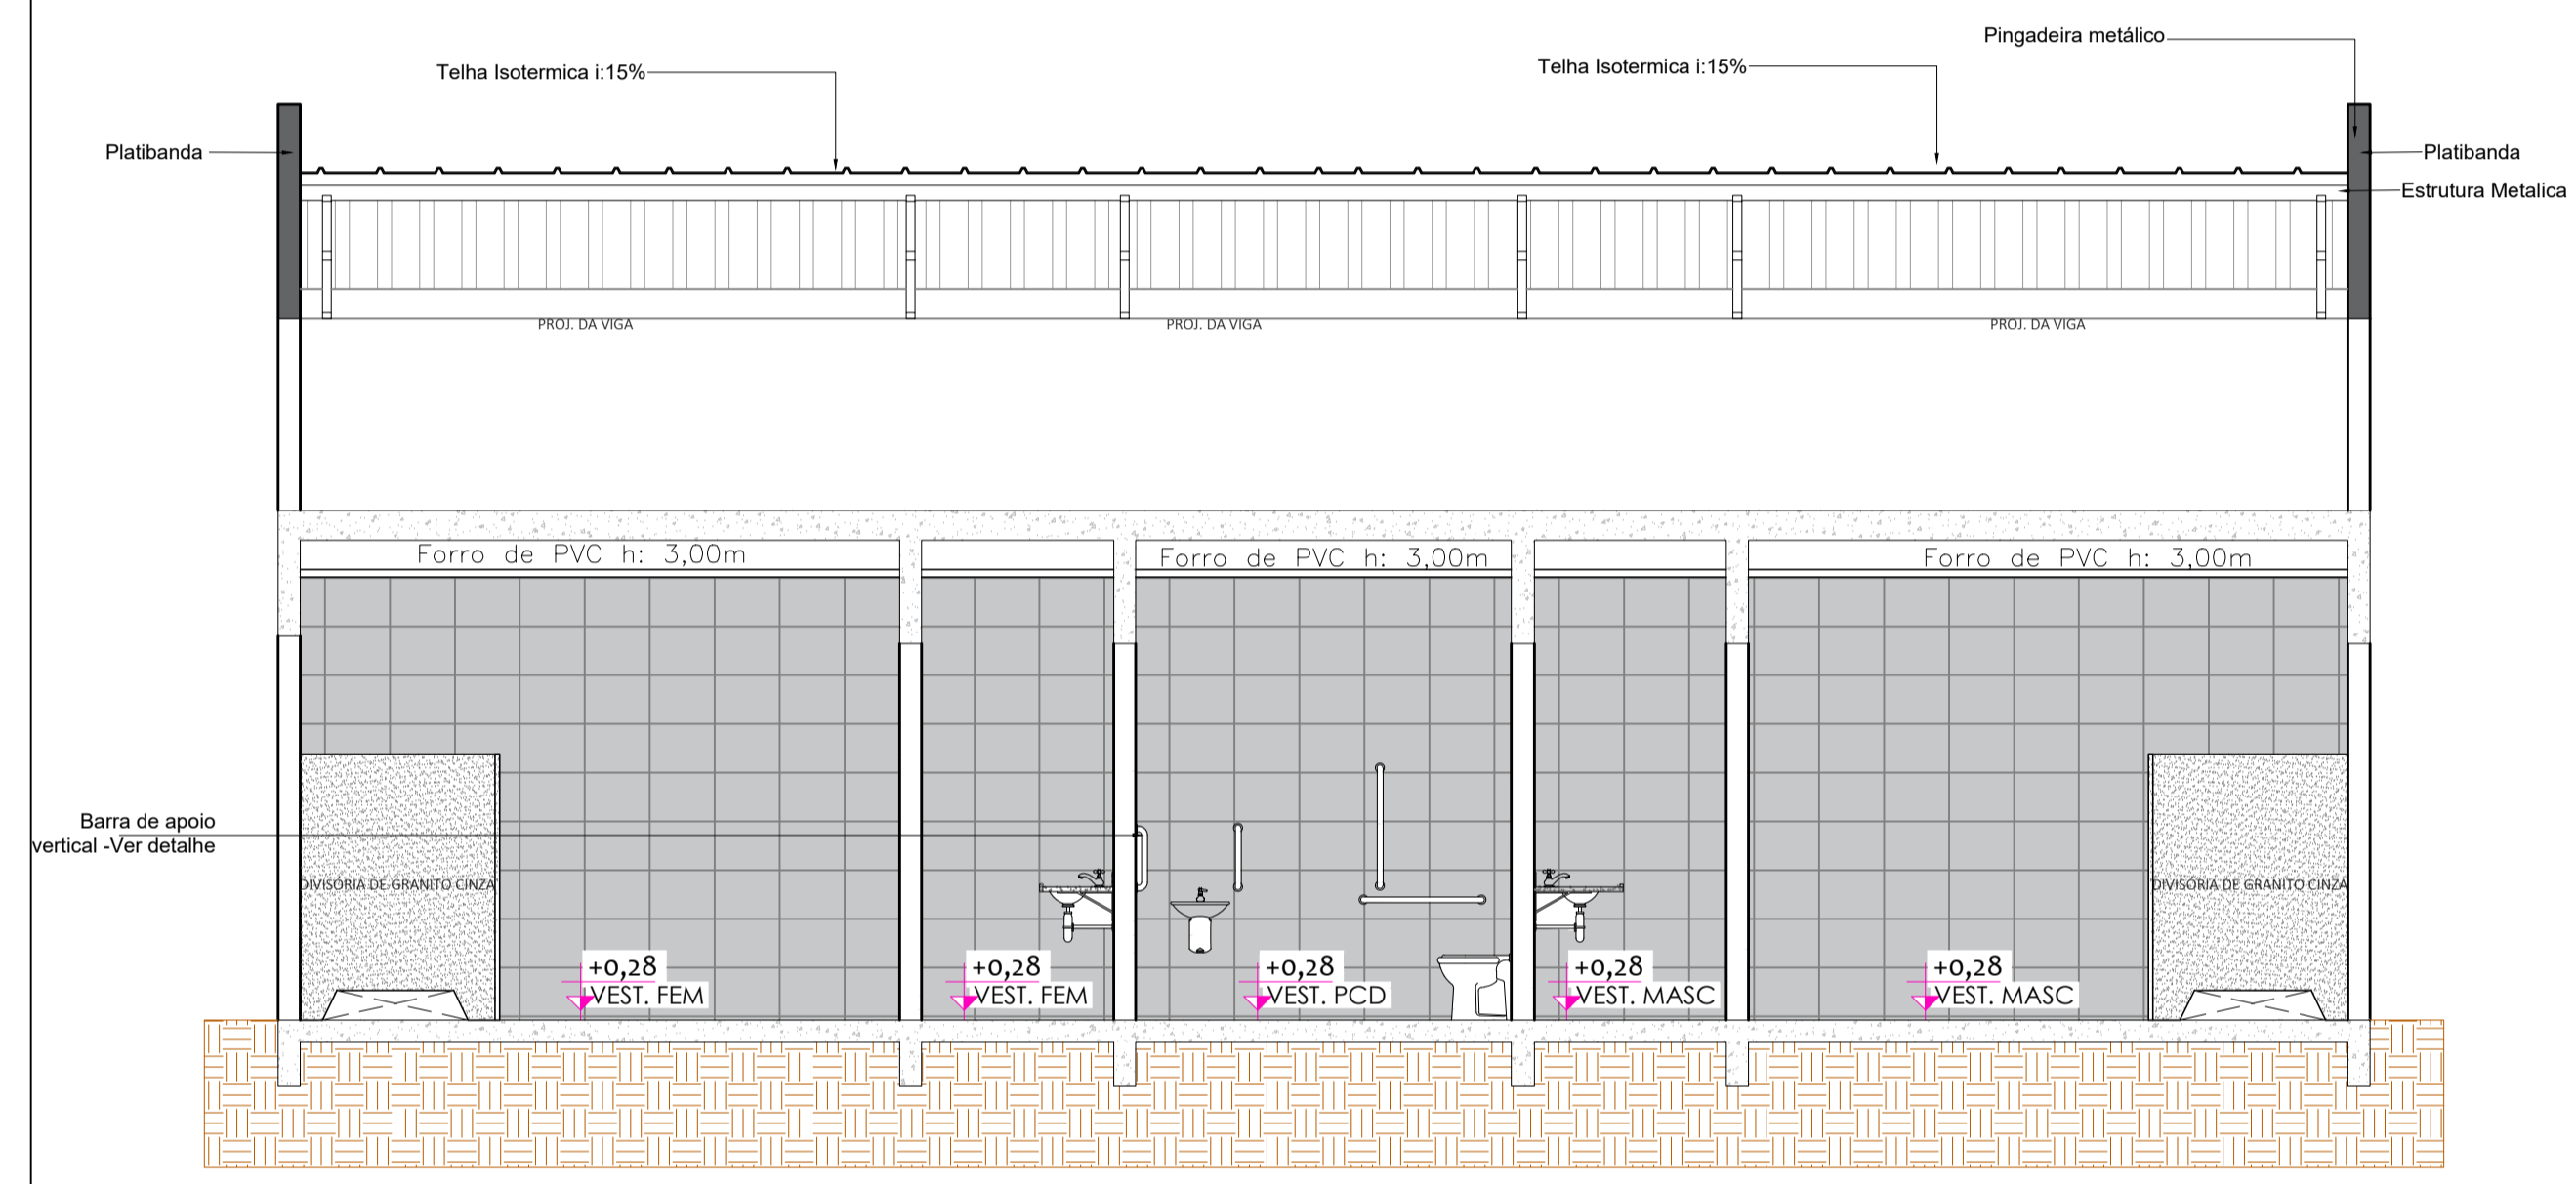 Pingadeira metálico
Telha Isotermica i:15%
Telha Isotermica i:15%
Platibanda
Platibanda
Estrutura Metalica
PROJ. DA VIGA
PROJ. DA VIGA
PROJ. DA VIGA
Forro de PVC h: 3,00m
Forro de PVC h: 3,00m
Forro de PVC h: 3,00m
Barra de apoio
vertical -Ver detalhe
DIVISÓRIA DE GRANITO CINZA
DIVISÓRIA DE GRANITO CINZA
+0,28
VEST. FEM
+0,28
VEST. FEM
+0,28
VEST. PCD
+0,28
VEST. MASC
+0,28
VEST. MASC